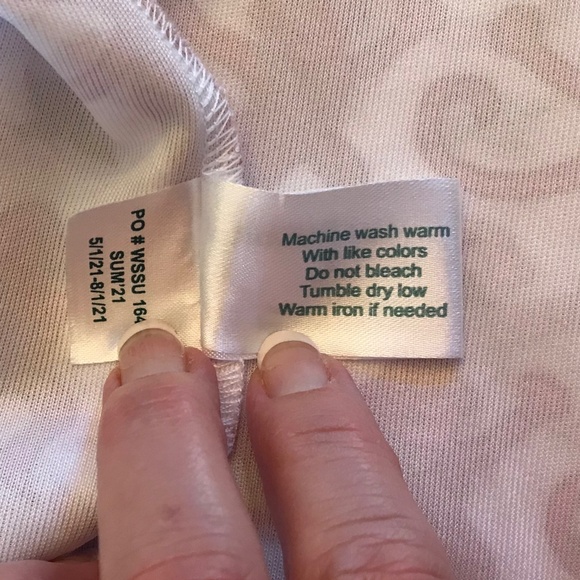 PO # WSSU 164
SUM'21
5/1/21-8/1/21
Machine wash warm
With like colors
Do not bleach
Tumble dry low
Warm iron if needed